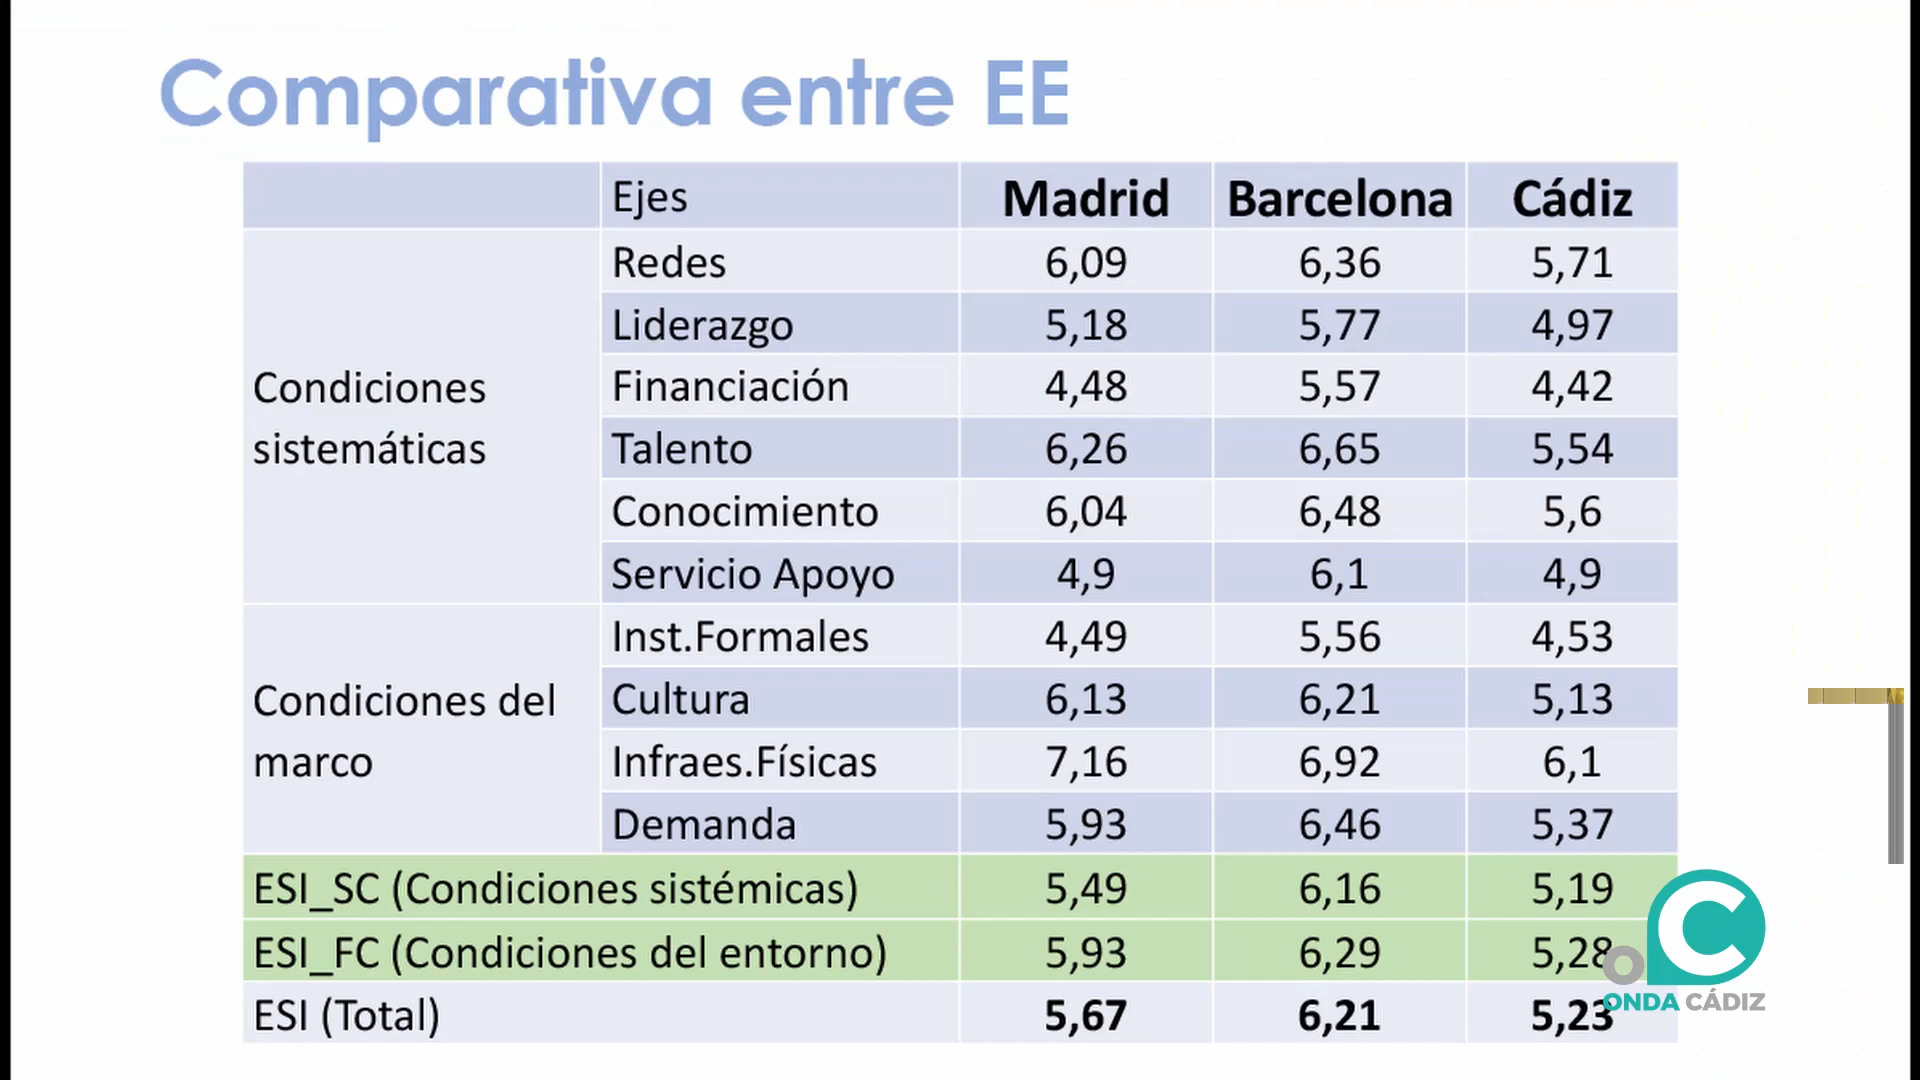 Comparativa entre EE
Ejes Madrid Barcelona Cádiz
Condiciones sistemáticas
Redes 6,09 6,36 5,71
Liderazgo 5,18 5,77 4,97
Financiación 4,48 5,57 4,42
Talento 6,26 6,65 5,54
Conocimiento 6,04 6,48 5,6
Servicio Apoyo 4,9 6,1 4,9
Condiciones del marco
Inst.Formales 4,49 5,56 4,53
Cultura 6,13 6,21 5,13
Infraes.Físicas 7,16 6,92 6,1
Demanda 5,93 6,46 5,37
ESI_SC (Condiciones sistémicas) 5,49 6,16 5,19
ESI_FC (Condiciones del entorno) 5,93 6,29 5,28
ESI (Total) 5,67 6,21 5,23
ONDA CÁDIZ